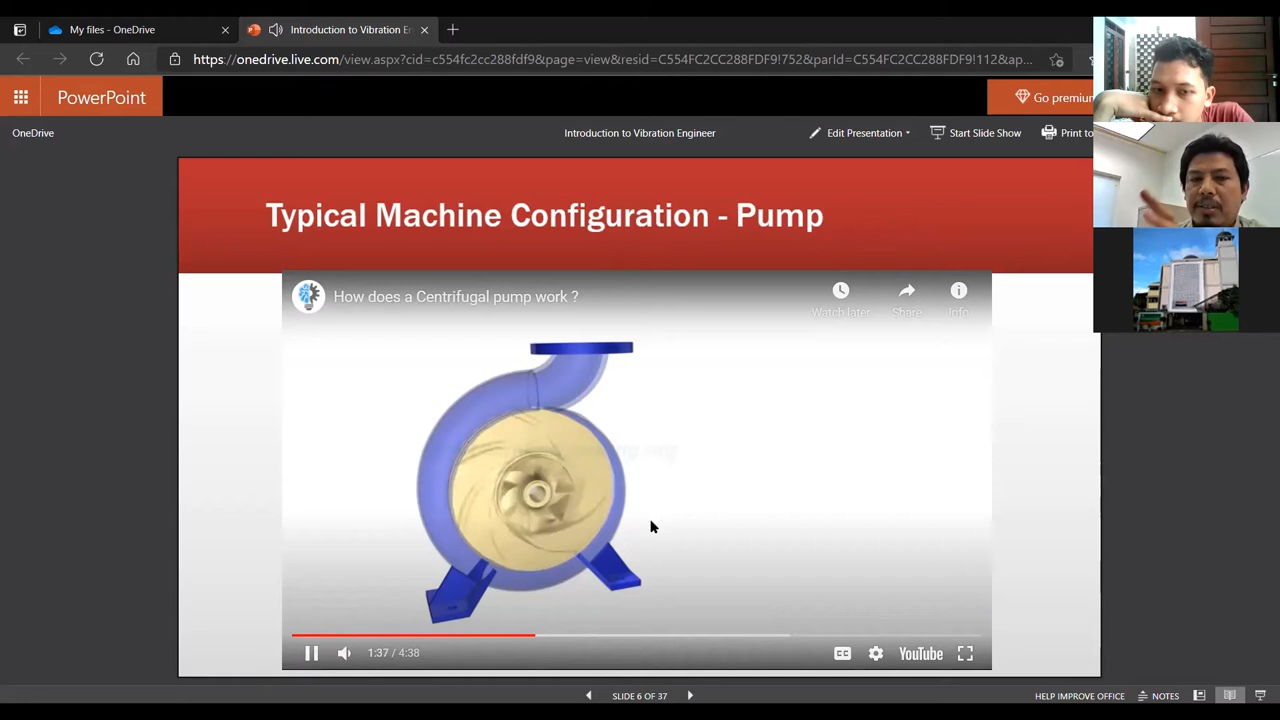 My files - OneDrive
Introduction to Vibration En
https://onedrive.live.com/view.aspx?cid=c554fc2cc288fdf9&page=view&resid=C554FC2CC288FDF9!752&parId=C554FC2CC288FDF9!112&ap...
PowerPoint
Go premium
OneDrive
Introduction to Vibration Engineer
Edit Presentation
Start Slide Show
Print to
Typical Machine Configuration - Pump
How does a Centrifugal pump work ?
Watch later
Share
Info
1:37 / 4:38
CC
YouTube
SLIDE 6 OF 37
HELP IMPROVE OFFICE
NOTES